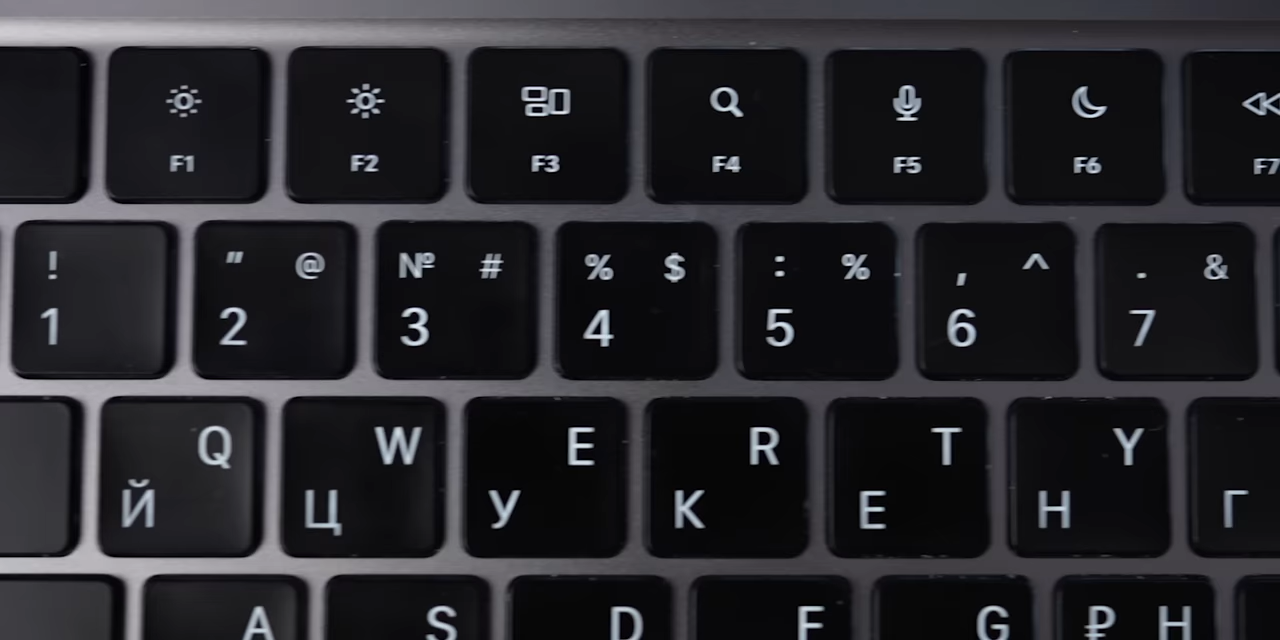 F1 F2 F3 F4 F5 F6 F7
! " @ № # % $ : % , ^ . &
1 2 3 4 5 6 7
Q W E R T Y
Й Ц У К Е Н Г
A S D F G ₽ H